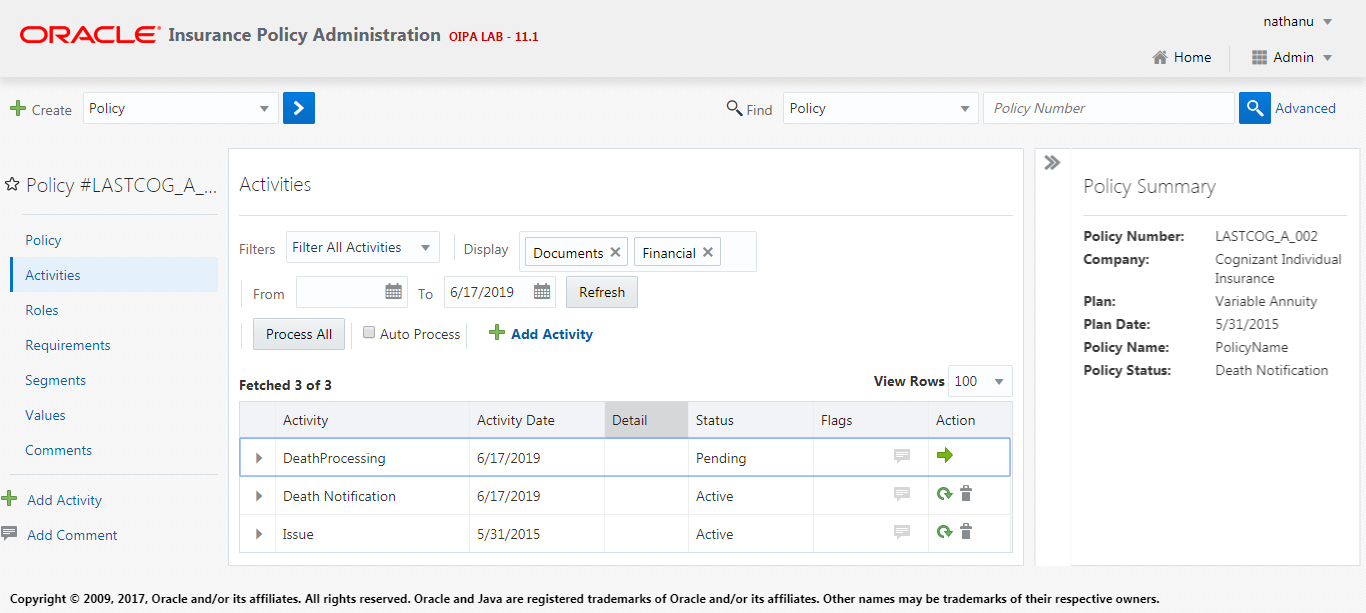 ORACLE® Insurance Policy Administration OIPA LAB - 11.1
nathanu
Home Admin
Create Policy
Find Policy Policy Number Advanced
Policy #LASTCOG_A_...
Policy
Activities
Roles
Requirements
Segments
Values
Comments
Add Activity
Add Comment
Activities
Filters Filter All Activities Display Documents Financial
From To 6/17/2019 Refresh
Process All Auto Process Add Activity
Fetched 3 of 3 View Rows 100
Activity Activity Date Detail Status Flags Action
DeathProcessing 6/17/2019 Pending
Death Notification 6/17/2019 Active
Issue 5/31/2015 Active
Policy Summary
Policy Number: LASTCOG_A_002
Company: Cognizant Individual
Insurance
Plan: Variable Annuity
Plan Date: 5/31/2015
Policy Name: PolicyName
Policy Status: Death Notification
Copyright © 2009, 2017, Oracle and/or its affiliates. All rights reserved. Oracle and Java are registered trademarks of Oracle and/or its affiliates. Other names may be trademarks of their respective owners.